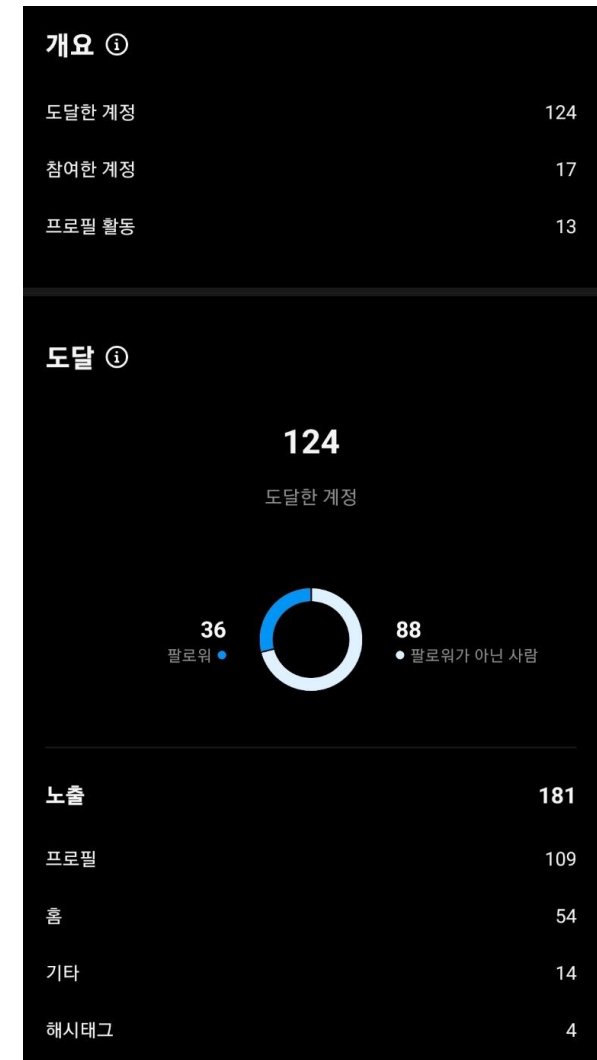 개요
도달한 계정 124
참여한 계정 17
프로필 활동 13
도달
124
도달한 계정
36 88
팔로워 팔로워가 아닌 사람
노출 181
프로필 109
홈 54
기타 14
해시태그 4